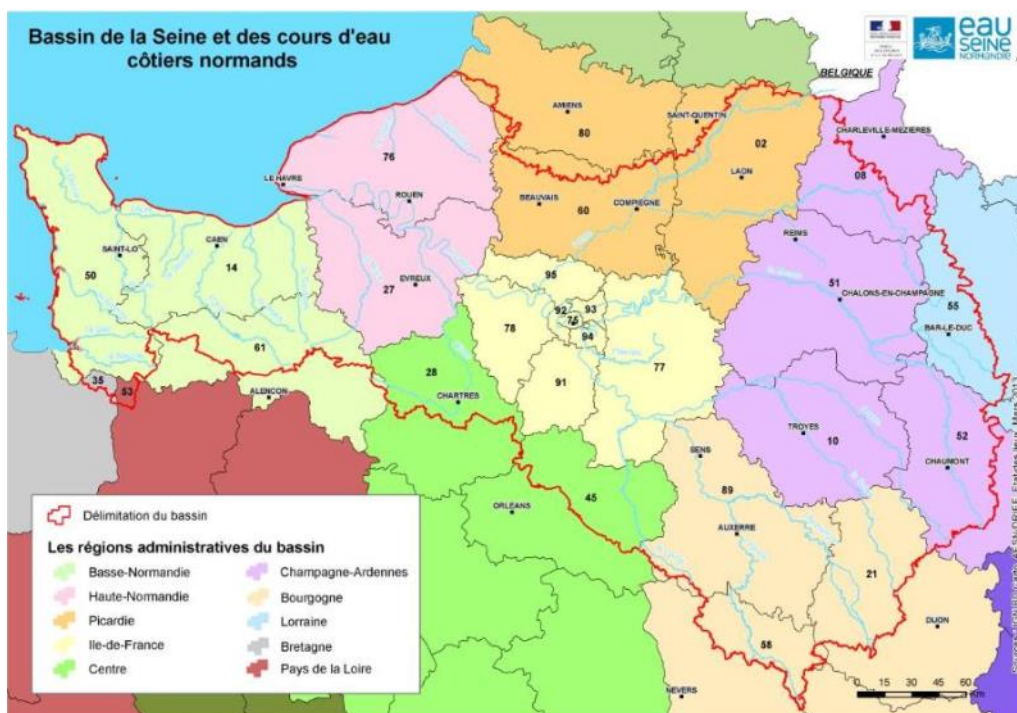 Bassin de la Seine et des cours d'eau
côtiers normands
eau
SEINE
NORMANDIE
BELGIQUE
AMIENS
80
SAINT-QUENTIN
CHARLEVILLE-MEZIERES
02
76
LAON
08
LE HAVRE
ROUEN
BEAUVAIS
60
COMPIEGNE
REIMS
SAINT-LO
CAEN
50
14
EVREUX
27
95
51
CHALONS-EN-CHAMPAGNE
55
92
93
75
94
78
BAR-LE-DUC
61
77
35
53
28
91
ALENCON
CHARTRES
TROYES
10
52
SENS
CHAUMONT
45
89
ORLEANS
AUXERRE
21
DIJON
58
NEVERS
Délimitation du bassin
Les régions administratives du bassin
Basse-Normandie
Haute-Normandie
Picardie
Ile-de-France
Centre
Champagne-Ardennes
Bourgogne
Lorraine
Bretagne
Pays de la Loire
0 15 30 45 60
Km